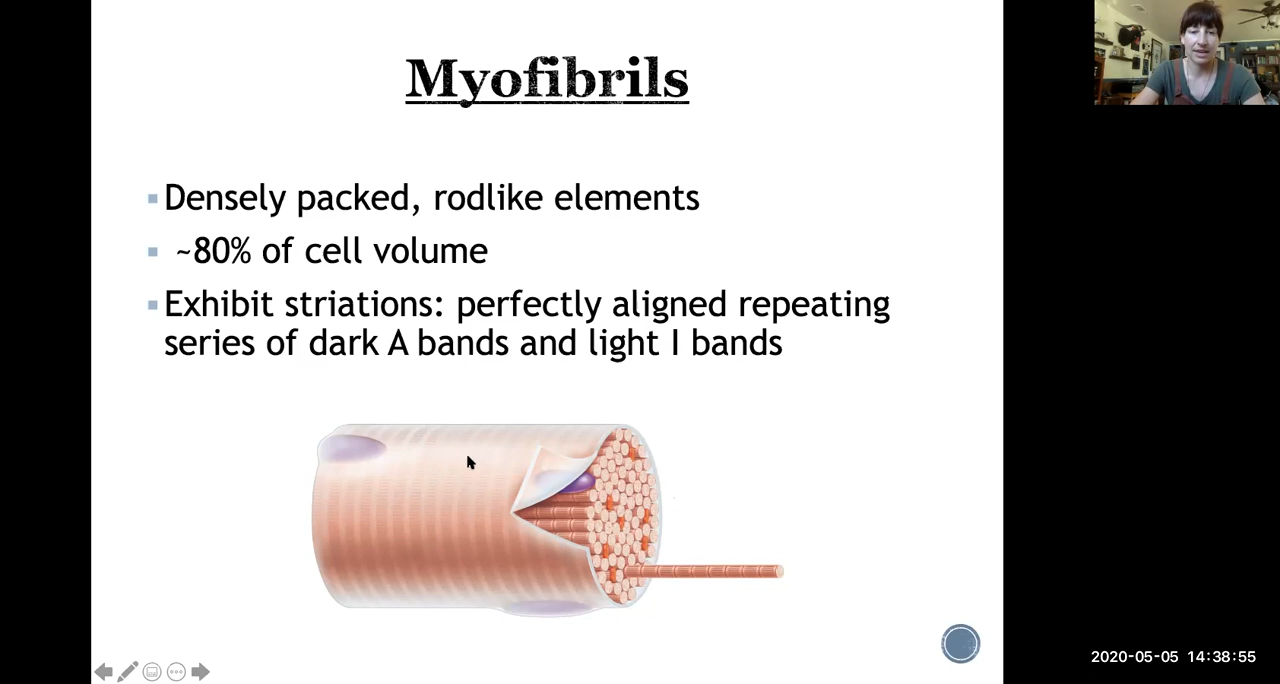 Myofibrils
Densely packed, rodlike elements
~80% of cell volume
Exhibit striations: perfectly aligned repeating
series of dark A bands and light I bands
2020-05-05 14:38:55